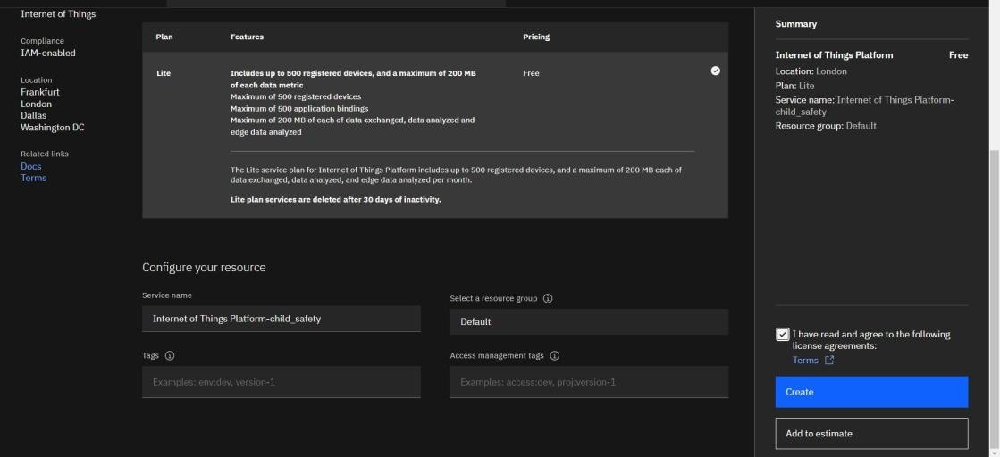 Internet of Things
Compliance
IAM-enabled
Location
Frankfurt
London
Dallas
Washington DC
Related links
Docs
Terms
Plan Features Pricing
Lite Includes up to 500 registered devices, and a maximum of 200 MB Free
of each data metric
Maximum of 500 registered devices
Maximum of 500 application bindings
Maximum of 200 MB of each of data exchanged, data analyzed and
edge data analyzed
The Lite service plan for Internet of Things Platform includes up to 500 registered devices, and a maximum of 200 MB each of
data exchanged, data analyzed, and edge data analyzed per month.
Lite plan services are deleted after 30 days of inactivity.
Configure your resource
Service name
Internet of Things Platform-child_safety
Select a resource group
Default
Tags
Examples: env:dev, version-1
Access management tags
Examples: access:dev, proj:version-1
Summary
Internet of Things Platform Free
Location: London
Plan: Lite
Service name: Internet of Things Platform-
child_safety
Resource group: Default
I have read and agree to the following
license agreements:
Terms
Create
Add to estimate